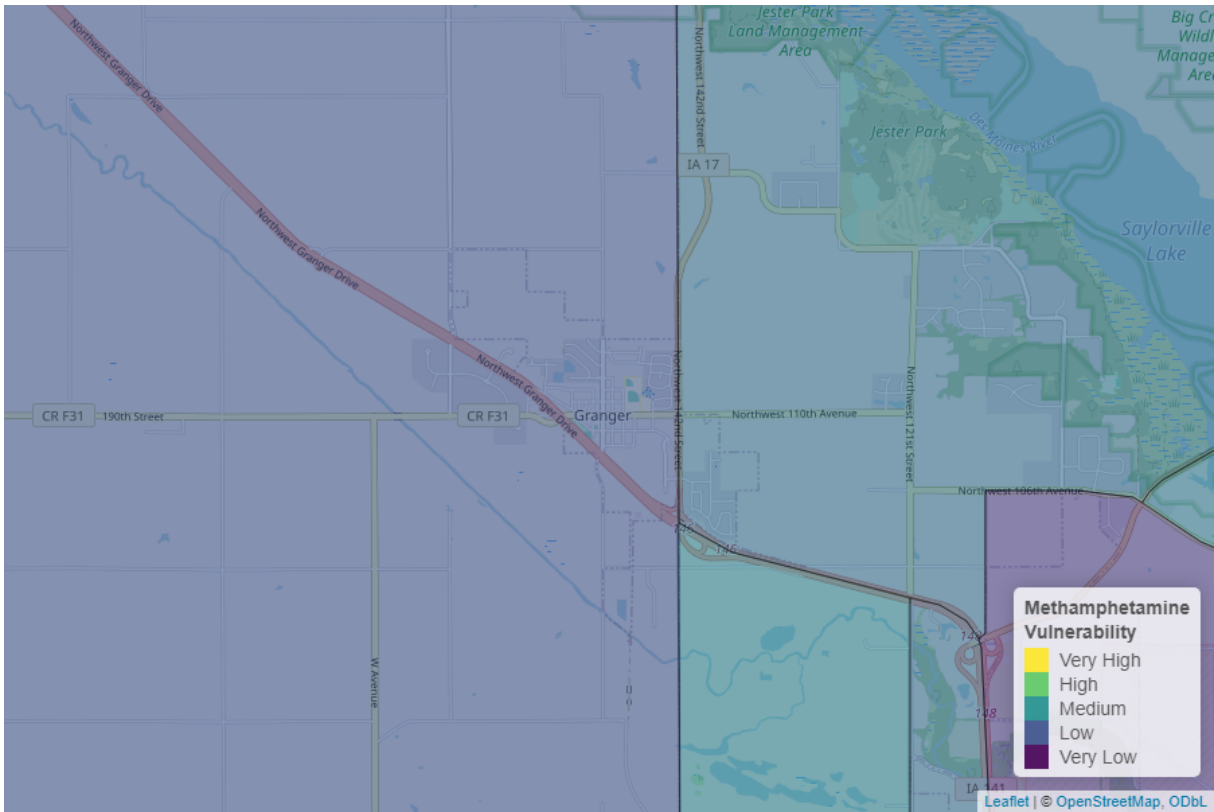 Jester Park
Land Management
Area
Big Cr
Wildl
Manage
Area
Northwest Granger Drive
Northwest 142nd Street
Jester Park
Des Moines River
IA 17
Northwest Granger Drive
Saylorville
Lake
Northwest Granger Drive
Northwest 142nd Street
Northwest 121st Street
CR F31
190th Street
CR F31
Granger
Northwest 110th Avenue
Northwest 106th Avenue
146
146
W Avenue
148
148
IA 141
Methamphetamine
Vulnerability
Very High
High
Medium
Low
Very Low
Leaflet | © OpenStreetMap, ODbL